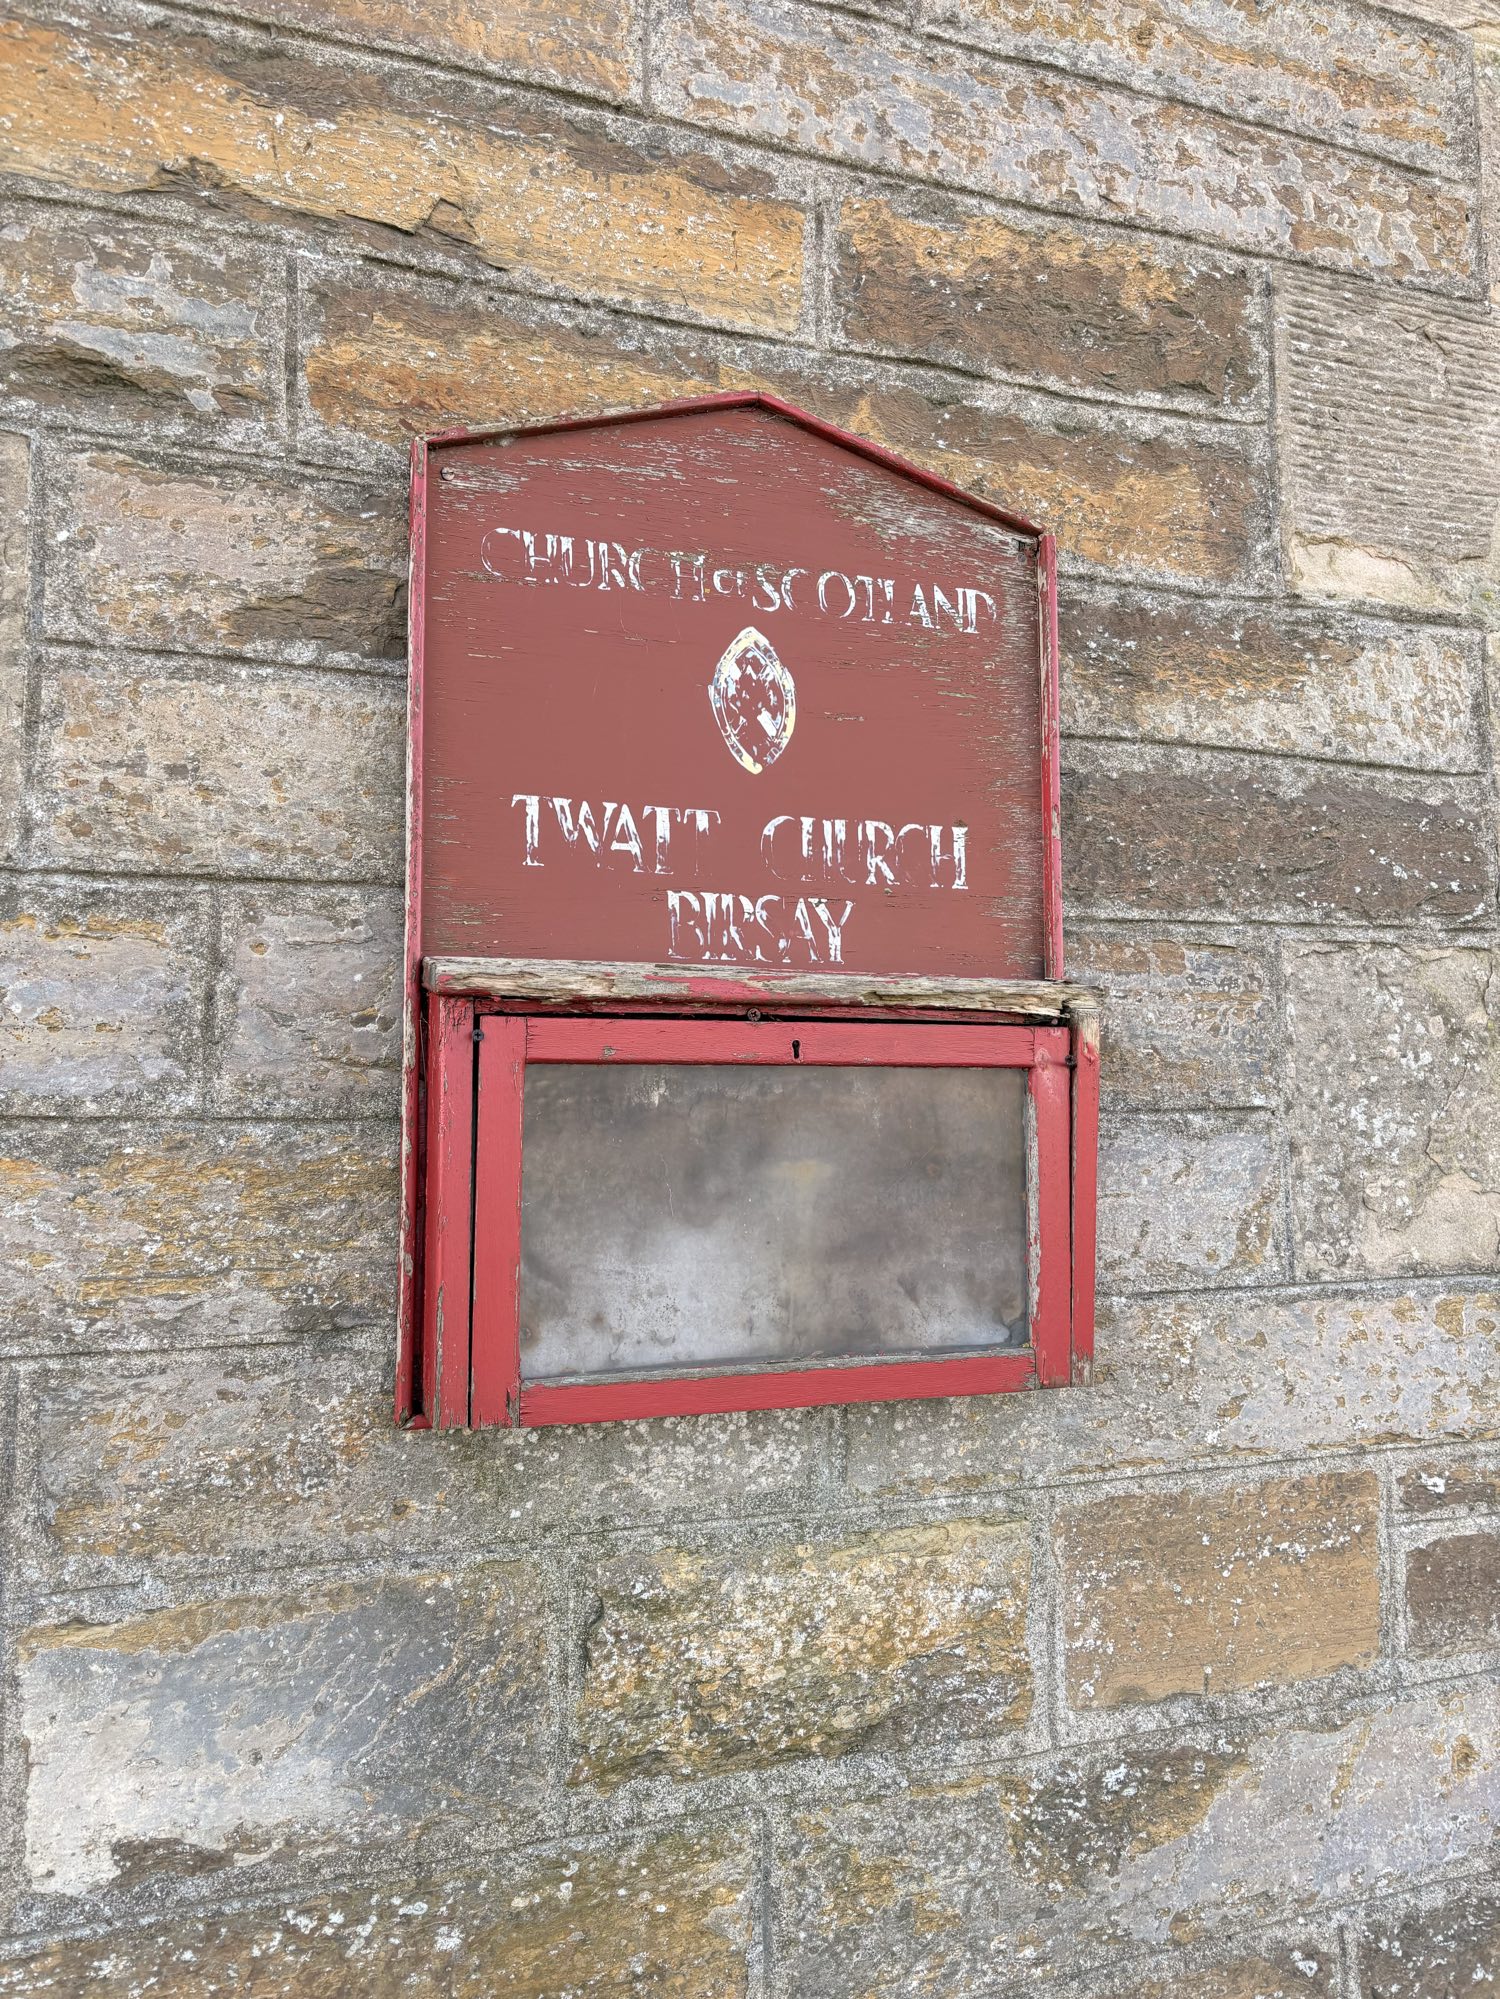 CHURCH OF SCOTLAND
TWATT CHURCH
BIRSAY